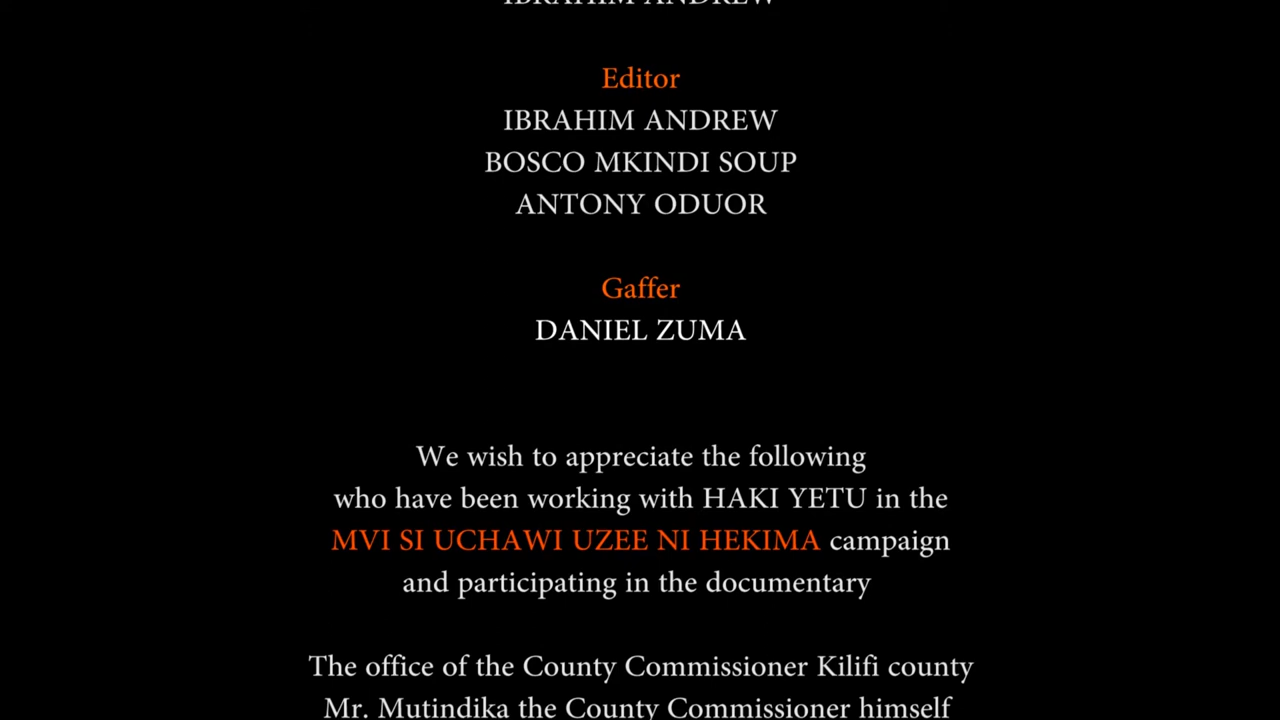 IBRAHIM ANDREW
Editor
IBRAHIM ANDREW
BOSCO MKINDI SOUP
ANTONY ODUOR
Gaffer
DANIEL ZUMA
We wish to appreciate the following
who have been working with HAKI YETU in the
MVI SI UCHAWI UZEE NI HEKIMA campaign
and participating in the documentary
The office of the County Commissioner Kilifi county
Mr. Mutindika the County Commissioner himself